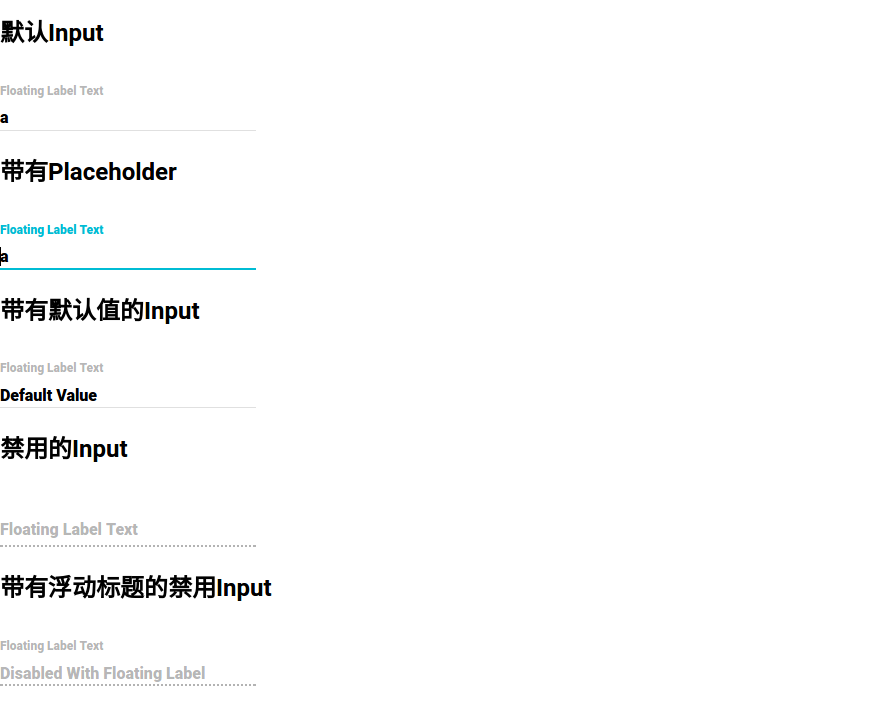 默认Input
Floating Label Text
a
带有Placeholder
Floating Label Text
a
带有默认值的Input
Floating Label Text
Default Value
禁用的Input
Floating Label Text
带有浮动标题的禁用Input
Floating Label Text
Disabled With Floating Label